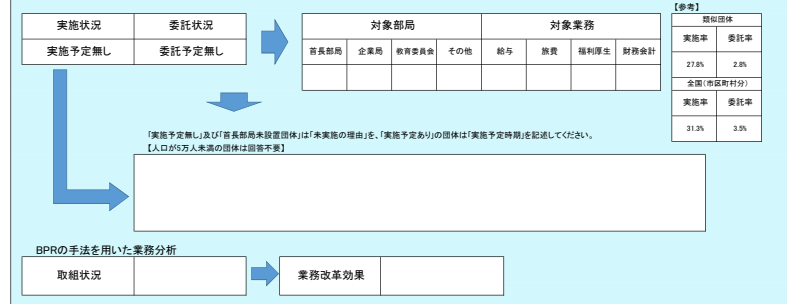 【参考】
実施状況 委託状況
実施予定無し 委託予定無し
対象部局 対象業務
首長部局 企業局 教育委員会 その他 給与 旅費 福利厚生 財務会計
類似団体
実施率 委託率
27.8% 2.8%
全国(市区町村分)
実施率 委託率
31.3% 3.5%
「実施予定無し」及び「首長部局未設置団体」は「未実施の理由」を、「実施予定あり」の団体は「実施予定時期」を記述してください。
【人口が5万人未満の団体は回答不要】
BPRの手法を用いた業務分析
取組状況 業務改革効果